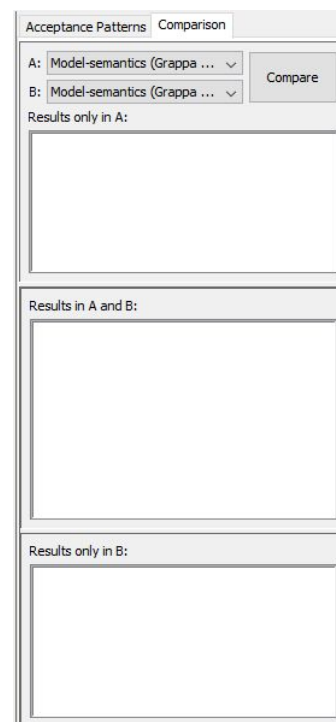 Acceptance Patterns Comparison
A: Model-semantics (Grappa ...
Compare
B: Model-semantics (Grappa ...
Results only in A:
Results in A and B:
Results only in B: